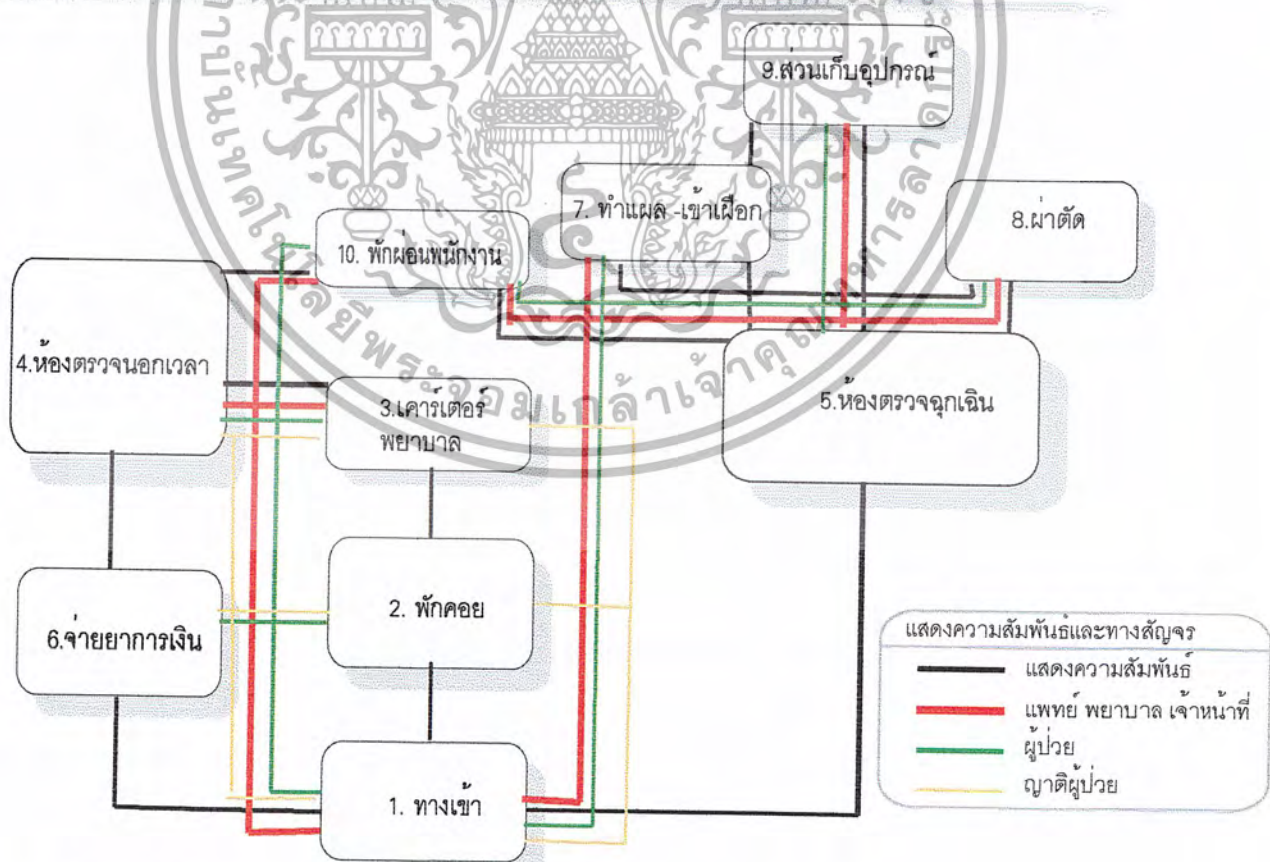 9.ส่วนเก็บอุปกรณ์
7. ทำแผล -เข้าเฝือก
8.ผ่าตัด
10. พักผ่อนพนักงาน
4.ห้องตรวจนอกเวลา
3.เคาร์เตอร์
พยาบาล
5.ห้องตรวจฉุกเฉิน
2. พักคอย
6.จ่ายยาการเงิน
1. ทางเข้า
แสดงความสัมพันธ์และทางสัญจร
แสดงความสัมพันธ์
แพทย์ พยาบาล เจ้าหน้าที่
ผู้ป่วย
ญาติผู้ป่วย